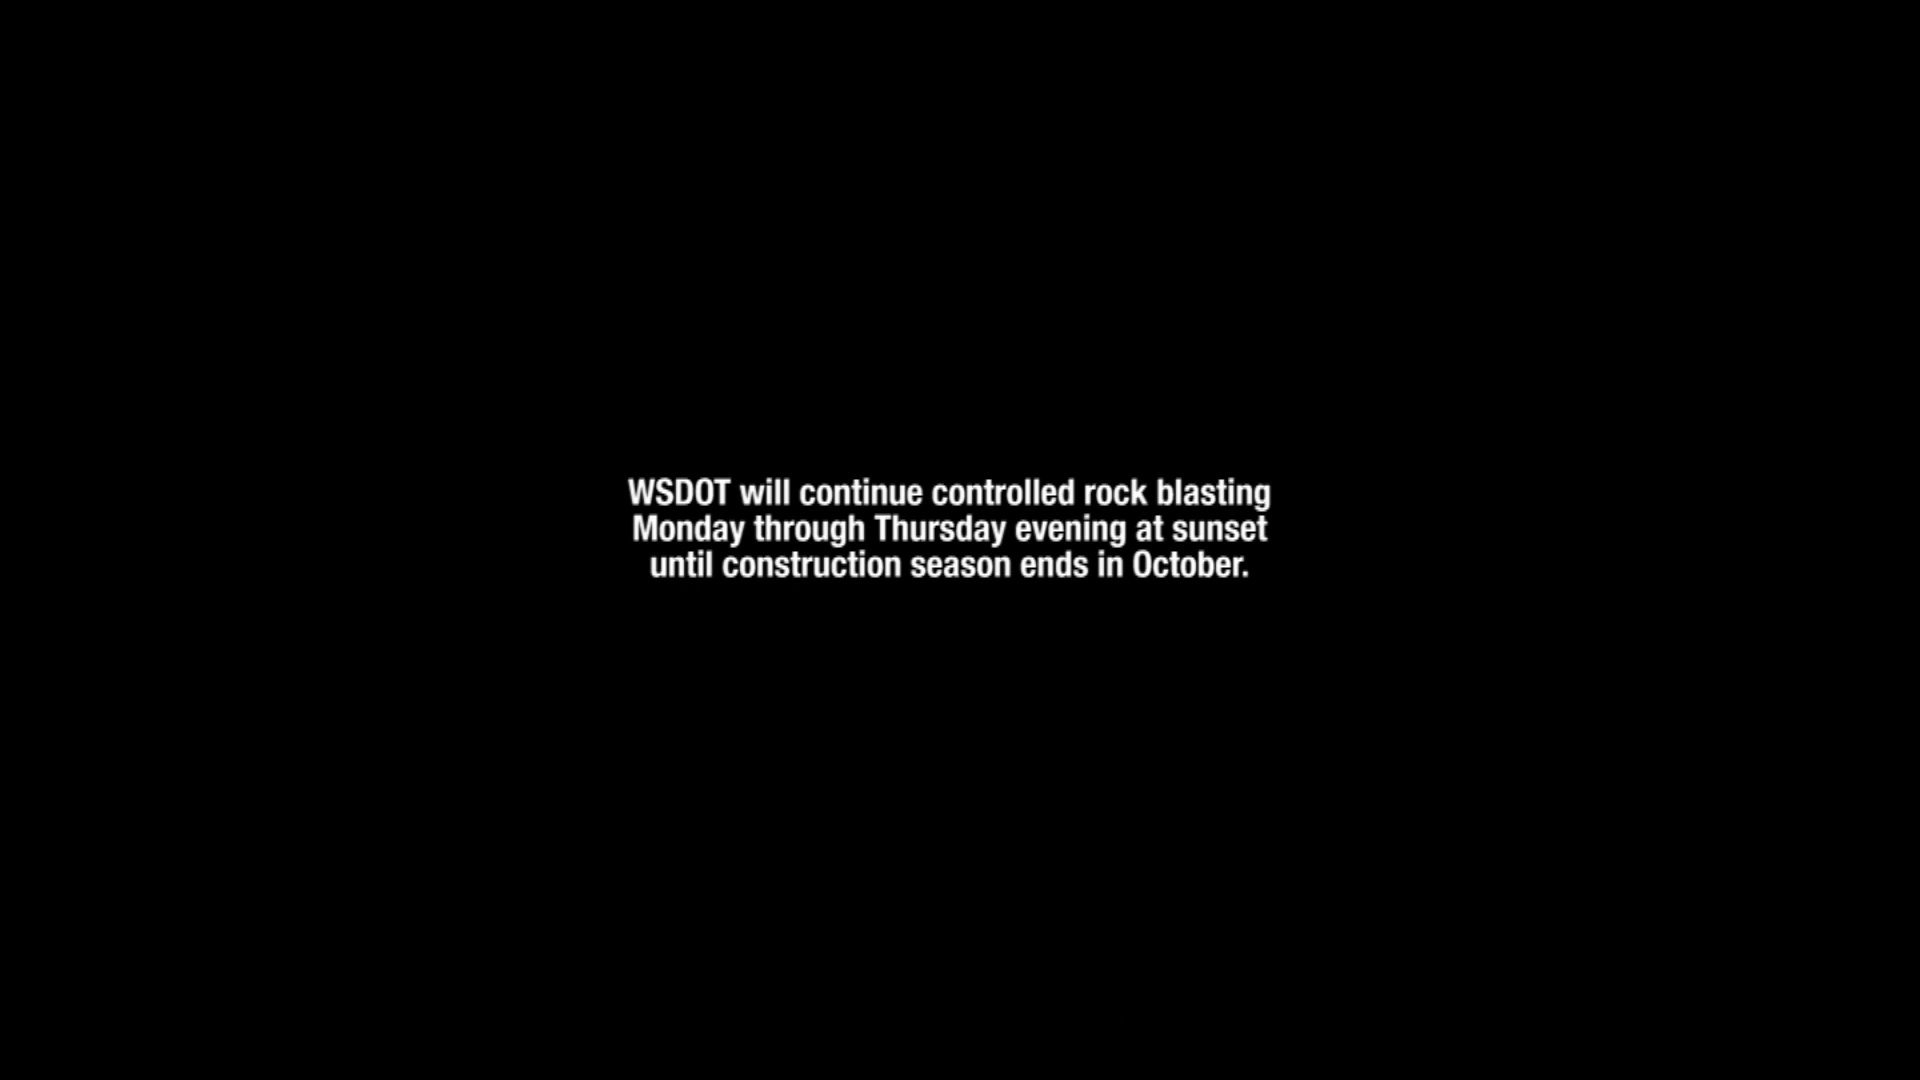 WSDOT will continue controlled rock blasting
Monday through Thursday evening at sunset
until construction season ends in October.